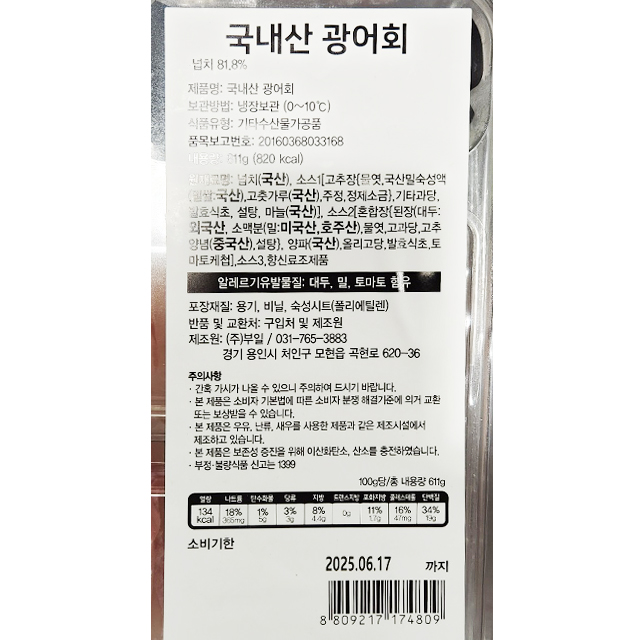 국내산 광어회
넙치 81.8%
제품명: 국내산 광어회
보관방법: 냉장보관 (0~10℃)
식품유형: 기타수산물가공품
품목보고번호: 20160368033168
내용량: 611g (820 kcal)
원재료명: 넙치(국산), 소스1[고추장{물엿,국산밀숙성액
(밀쌀:국산),고춧가루(국산),주정,정제소금},기타과당,
발효식초, 설탕, 마늘(국산)], 소스2[혼합장{된장(대두:
외국산, 소맥분(밀:미국산,호주산),물엿,고과당,고추
양념(중국산),설탕}, 양파(국산),올리고당,발효식초,토
마토케첩],소스3,향신료조제품
알레르기유발물질: 대두, 밀, 토마토 함유
포장재질: 용기, 비닐, 숙성시트(폴리에틸렌)
반품 및 교환처: 구입처 및 제조원
제조원: (주)부일 / 031-765-3883
경기 용인시 처인구 모현읍 곡현로 620-36
주의사항
· 간혹 가시가 나올 수 있으니 주의하여 드시기 바랍니다.
· 본 제품은 소비자 기본법에 따른 소비자 분쟁 해결기준에 의거 교환
또는 보상받을 수 있습니다.
· 본 제품은 우유, 난류, 새우를 사용한 제품과 같은 제조시설에서
제조하고 있습니다.
· 본 제품은 보존성 증진을 위해 이산화탄소, 산소를 충전하였습니다.
· 부정·불량식품 신고는 1399
100g당/총 내용량 611g
열량 나트륨 탄수화물 당류 지방 트랜스지방 포화지방 콜레스테롤 단백질
134 18% 1% 3% 8% 0g 11% 16% 34%
kcal 365mg 5g 3g 4.4g 1.7g 47mg 19g
소비기한
2025.06.17 까지
8 809217 174809